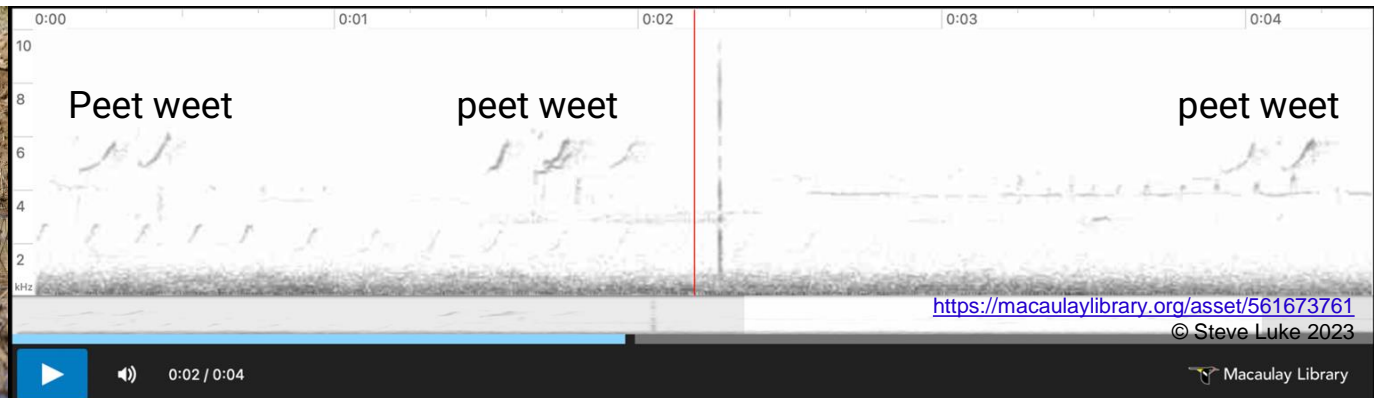 0:00 0:01 0:02 0:03 0:04
10
8
Peet weet peet weet peet weet
6
4
2
kHz
https://macaulaylibrary.org/asset/561673761
© Steve Luke 2023
0:02 / 0:04 Macaulay Library